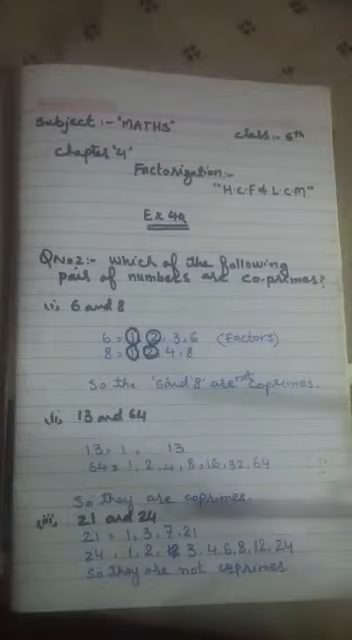 Subject :- "MATHS"
Class :- 6th
Chapter '4'
Factorization:-
"H.C.F & L.C.M"
Ex 4a
QNo2:- Which of the following
pair of numbers are co.primes?
(i) 6 and 8
6 = 1, 2, 3, 6 (Factors)
8 = 1, 2, 4, 8
So the '6and'8' are not coprimes.
(ii) 13 and 64
13, 1, 13
64 = 1, 2, 4, 8, 16, 32, 64
So they are coprimes.
(iii) 21 and 24
21 = 1, 3, 7, 21
24, 1, 2, 3, 4, 6, 8, 12, 24
So they are not coprimes